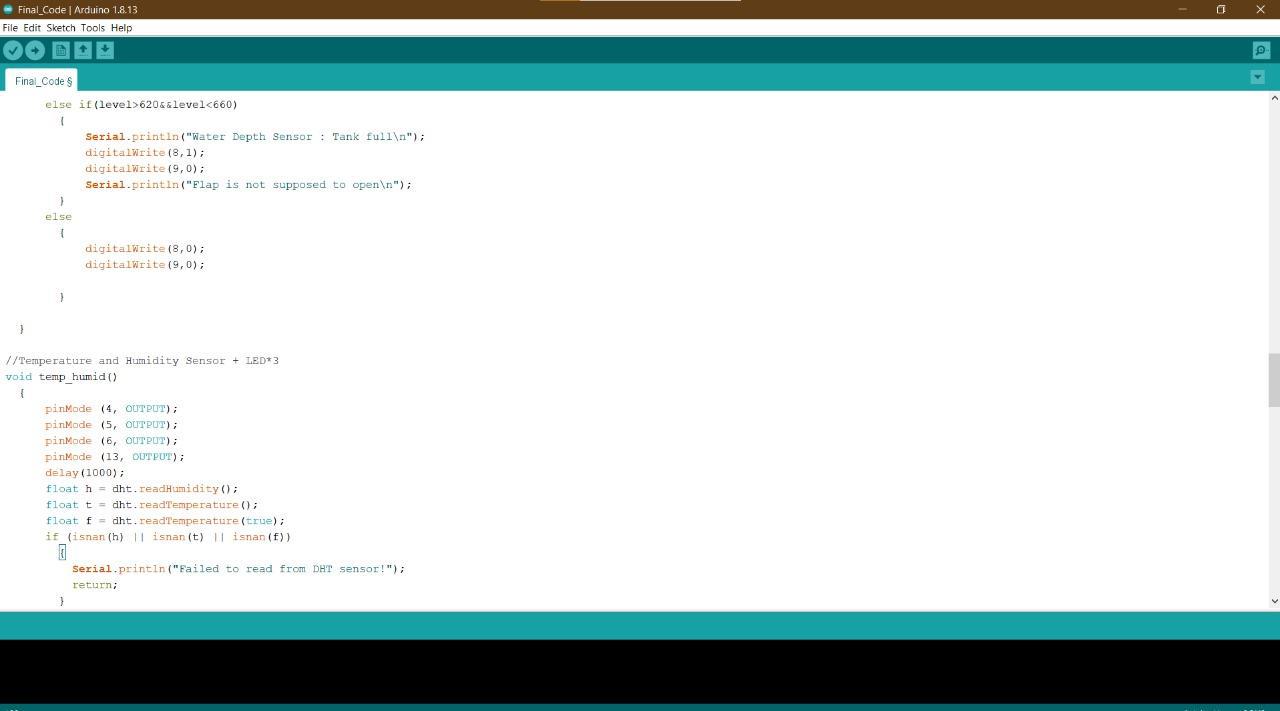 Final_Code | Arduino 1.8.13
File Edit Sketch Tools Help
Final_Code §
else if(level>620&&level<660)
{
Serial.println("Water Depth Sensor : Tank full\n");
digitalWrite(8,1);
digitalWrite(9,0);
Serial.println("Flap is not supposed to open\n");
}
else
{
digitalWrite(8,0);
digitalWrite(9,0);
}
}
//Temperature and Humidity Sensor + LED*3
void temp_humid()
{
pinMode (4, OUTPUT);
pinMode (5, OUTPUT);
pinMode (6, OUTPUT);
pinMode (13, OUTPUT);
delay(1000);
float h = dht.readHumidity();
float t = dht.readTemperature();
float f = dht.readTemperature(true);
if (isnan(h) || isnan(t) || isnan(f))
{
Serial.println("Failed to read from DHT sensor!");
return;
}